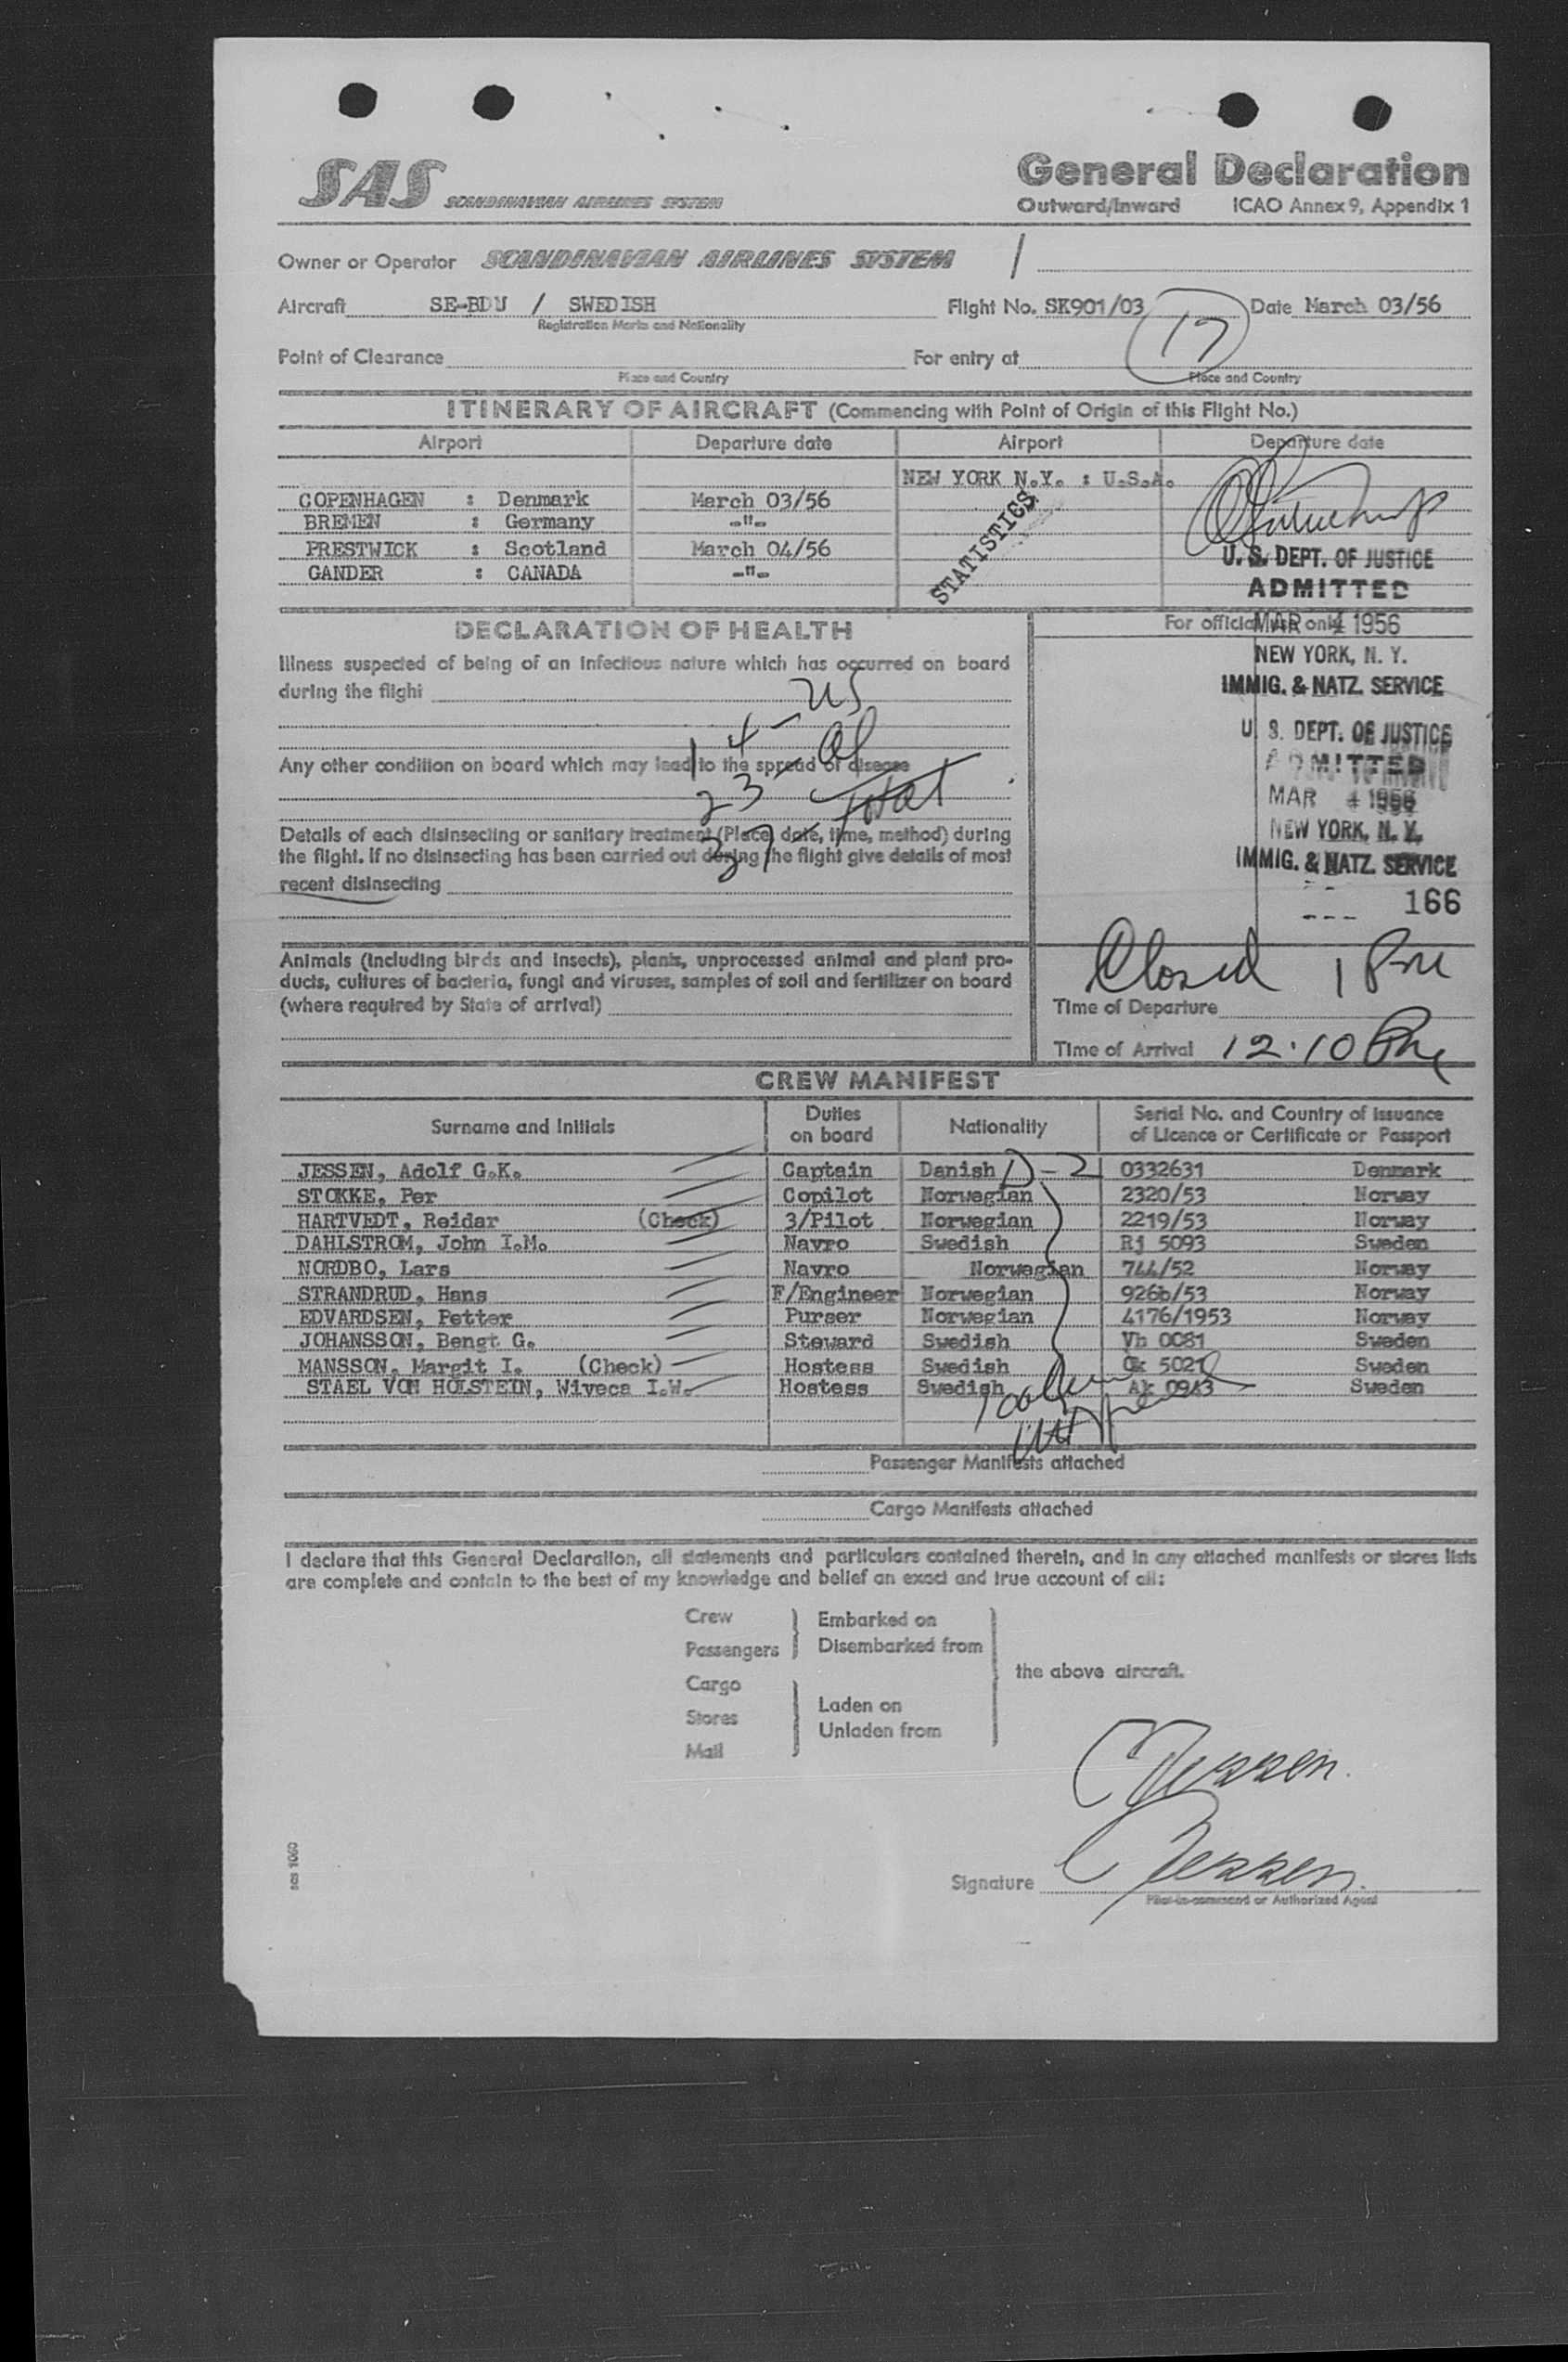 SAS SCANDINAVIAN AIRLINES SYSTEM
General Declaration
Outward/Inward ICAO Annex 9, Appendix 1
Owner or Operator SCANDINAVIAN AIRLINES SYSTEM /
Aircraft SE-BDU / SWEDISH Flight No. SK901/03 Date March 03/56
Registration Marks and Nationality
17
Point of Clearance For entry at
Place and Country Place and Country
ITINERARY OF AIRCRAFT (Commencing with Point of Origin of this Flight No.)
Airport Departure date Airport Departure date
NEW YORK N.Y. : U.S.A.
COPENHAGEN : Denmark March 03/56
BREMEN : Germany -"-
PRESTWICK : Scotland March 04/56
GANDER : CANADA -"-
STATISTICS
U. S. DEPT. OF JUSTICE
ADMITTED
MAR 4 1956
NEW YORK, N. Y.
IMMIG. & NATZ. SERVICE
For official use only
U. S. DEPT. OF JUSTICE
ADMITTED
MAR 4 1956
NEW YORK, N. Y.
IMMIG. & NATZ. SERVICE
166
DECLARATION OF HEALTH
Illness suspected of being of an infectious nature which has occurred on board
during the flight
14 - US
Any other condition on board which may lead to the spread of disease
23 - al
37 - total
Details of each disinsecting or sanitary treatment (Place, date, time, method) during
the flight. If no disinsecting has been carried out during the flight give details of most
recent disinsecting
Animals (including birds and insects), plants, unprocessed animal and plant pro-
ducts, cultures of bacteria, fungi and viruses, samples of soil and fertilizer on board
(where required by State of arrival)
Closed 1 Pm
Time of Departure
Time of Arrival 12.10 Pm
CREW MANIFEST
Surname and Initials Duties on board Nationality Serial No. and Country of Issuance of Licence or Certificate or Passport
JESSEN, Adolf G.K. Captain Danish D-2 0332631 Denmark
STOKKE, Per Copilot Norwegian 2320/53 Norway
HARTVEDT, Reidar (Check) 3/Pilot Norwegian 2219/53 Norway
DAHLSTROM, John I.M. Navro Swedish Rj 5093 Sweden
NORDBO, Lars Navro Norwegian 744/52 Norway
STRANDRUD, Hans F/Engineer Norwegian 926b/53 Norway
EDVARDSEN, Petter Purser Norwegian 4176/1953 Norway
JOHANSSON, Bengt G. Steward Swedish Vh 0081 Sweden
MANSSON, Margit I. (Check) Hostess Swedish Gk 5021 Sweden
STAEL VON HOLSTEIN, Wiveca I.W. Hostess Swedish Ak 0943 Sweden
Passenger Manifests attached
Cargo Manifests attached
I declare that this General Declaration, all statements and particulars contained therein, and in any attached manifests or stores lists
are complete and contain to the best of my knowledge and belief an exact and true account of all:
Crew Embarked on
Passengers Disembarked from
the above aircraft.
Cargo
Laden on
Stores
Unladen from
Mail
Jessen.
Signature Jessen.
Pilot-in-command or Authorized Agent
SAS 1060